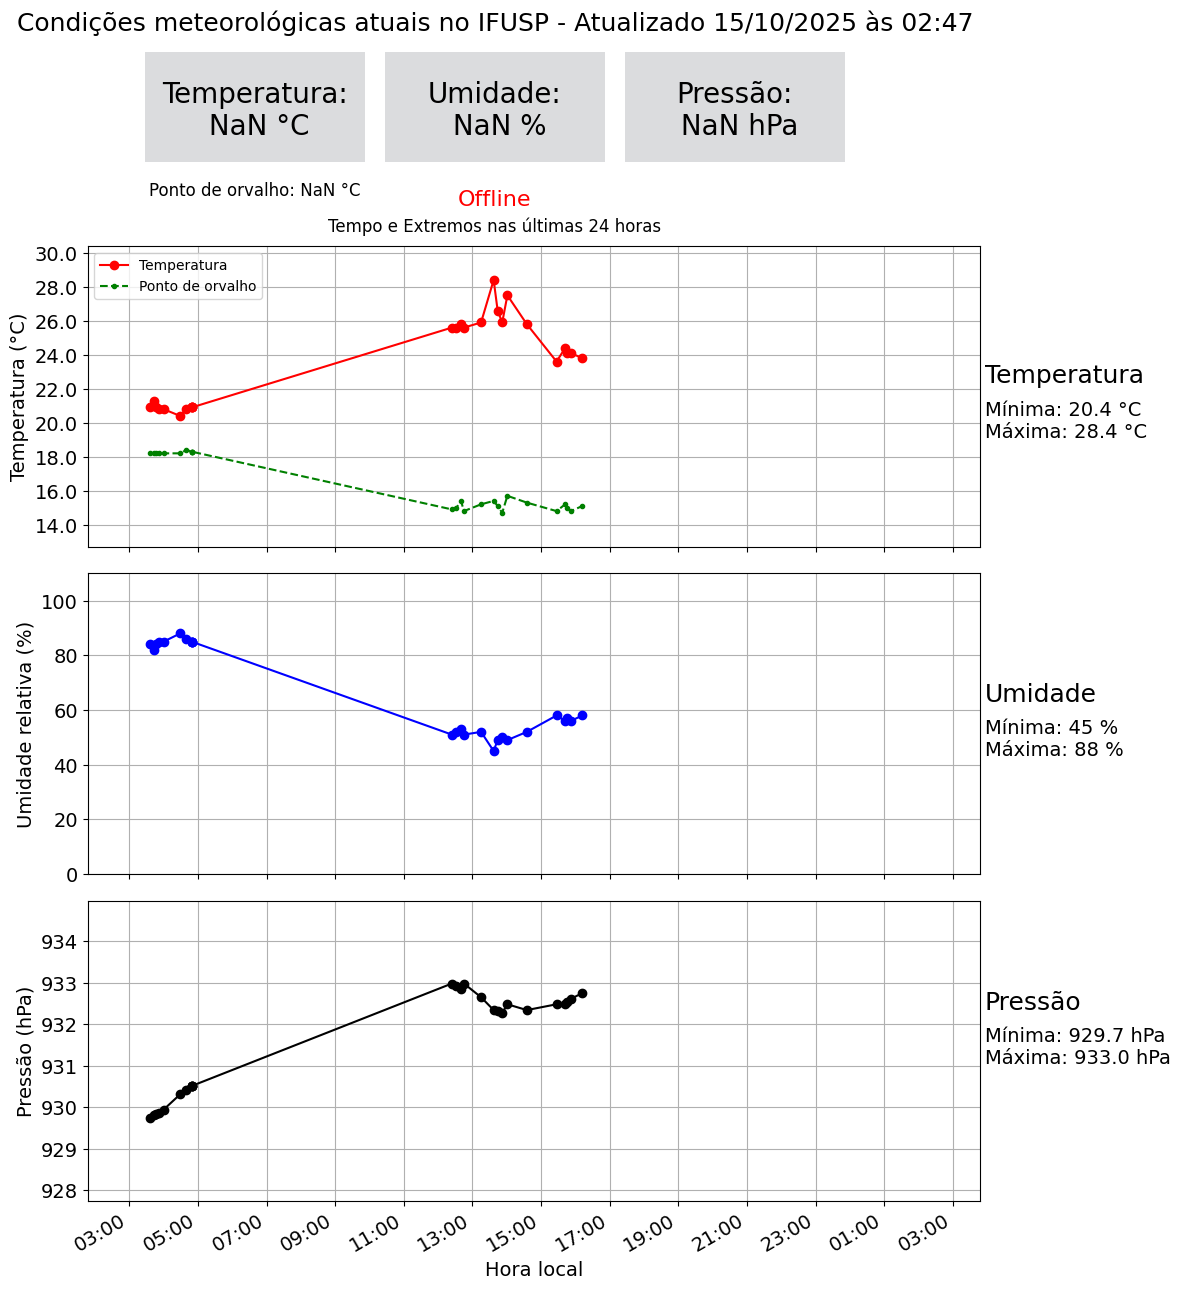 Condições meteorológicas atuais no IFUSP - Atualizado 15/10/2025 às 02:47
Temperatura:
NaN °C
Umidade:
NaN %
Pressão:
NaN hPa
Ponto de orvalho: NaN °C
Offline
Tempo e Extremos nas últimas 24 horas
Temperatura (°C)
30.0
28.0
26.0
24.0
22.0
20.0
18.0
16.0
14.0
Temperatura
Ponto de orvalho
Temperatura
Mínima: 20.4 °C
Máxima: 28.4 °C
Umidade relativa (%)
100
80
60
40
20
0
Umidade
Mínima: 45 %
Máxima: 88 %
Pressão (hPa)
934
933
932
931
930
929
928
Pressão
Mínima: 929.7 hPa
Máxima: 933.0 hPa
03:00
05:00
07:00
09:00
11:00
13:00
15:00
17:00
19:00
21:00
23:00
01:00
03:00
Hora local